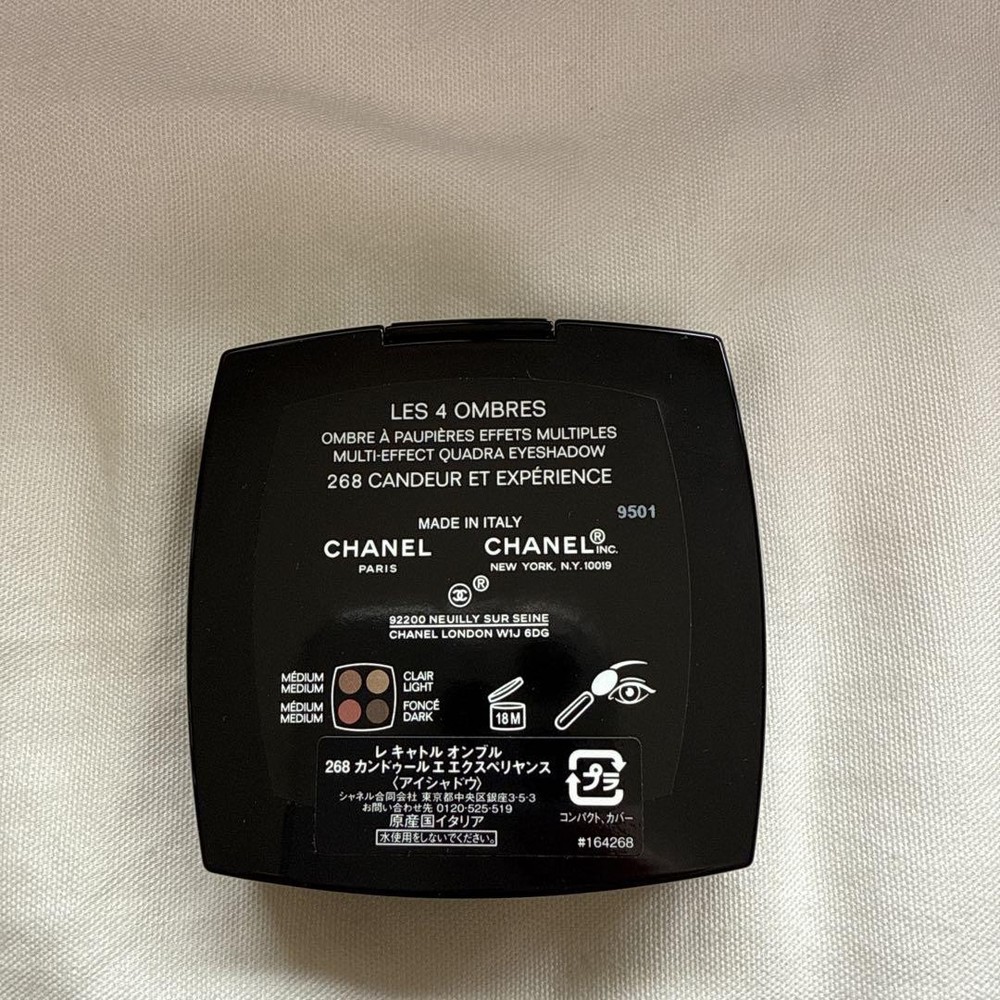 LES 4 OMBRES
OMBRE À PAUPIÈRES EFFETS MULTIPLES
MULTI-EFFECT QUADRA EYESHADOW
268 CANDEUR ET EXPÉRIENCE
9501
MADE IN ITALY
CHANEL CHANEL® INC.
PARIS NEW YORK, N.Y. 10019
®
92200 NEUILLY SUR SEINE
CHANEL LONDON W1J 6DG
MÉDIUM CLAIR
MEDIUM LIGHT
MÉDIUM FONCÉ
MEDIUM DARK
18 M
レ キャトル オンブル
268 カンドゥール エ エクスペリヤンス
〈アイシャドウ〉
シャネル合同会社 東京都中央区銀座3-5-3
お問い合わせ先 0120-525-519
原産国イタリア
水使用をしないでください。
プラ
コンパクト、カバー
#164268